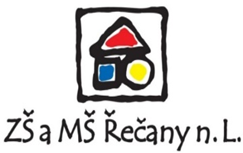 ZŠ a MŠ Řečany n. L.